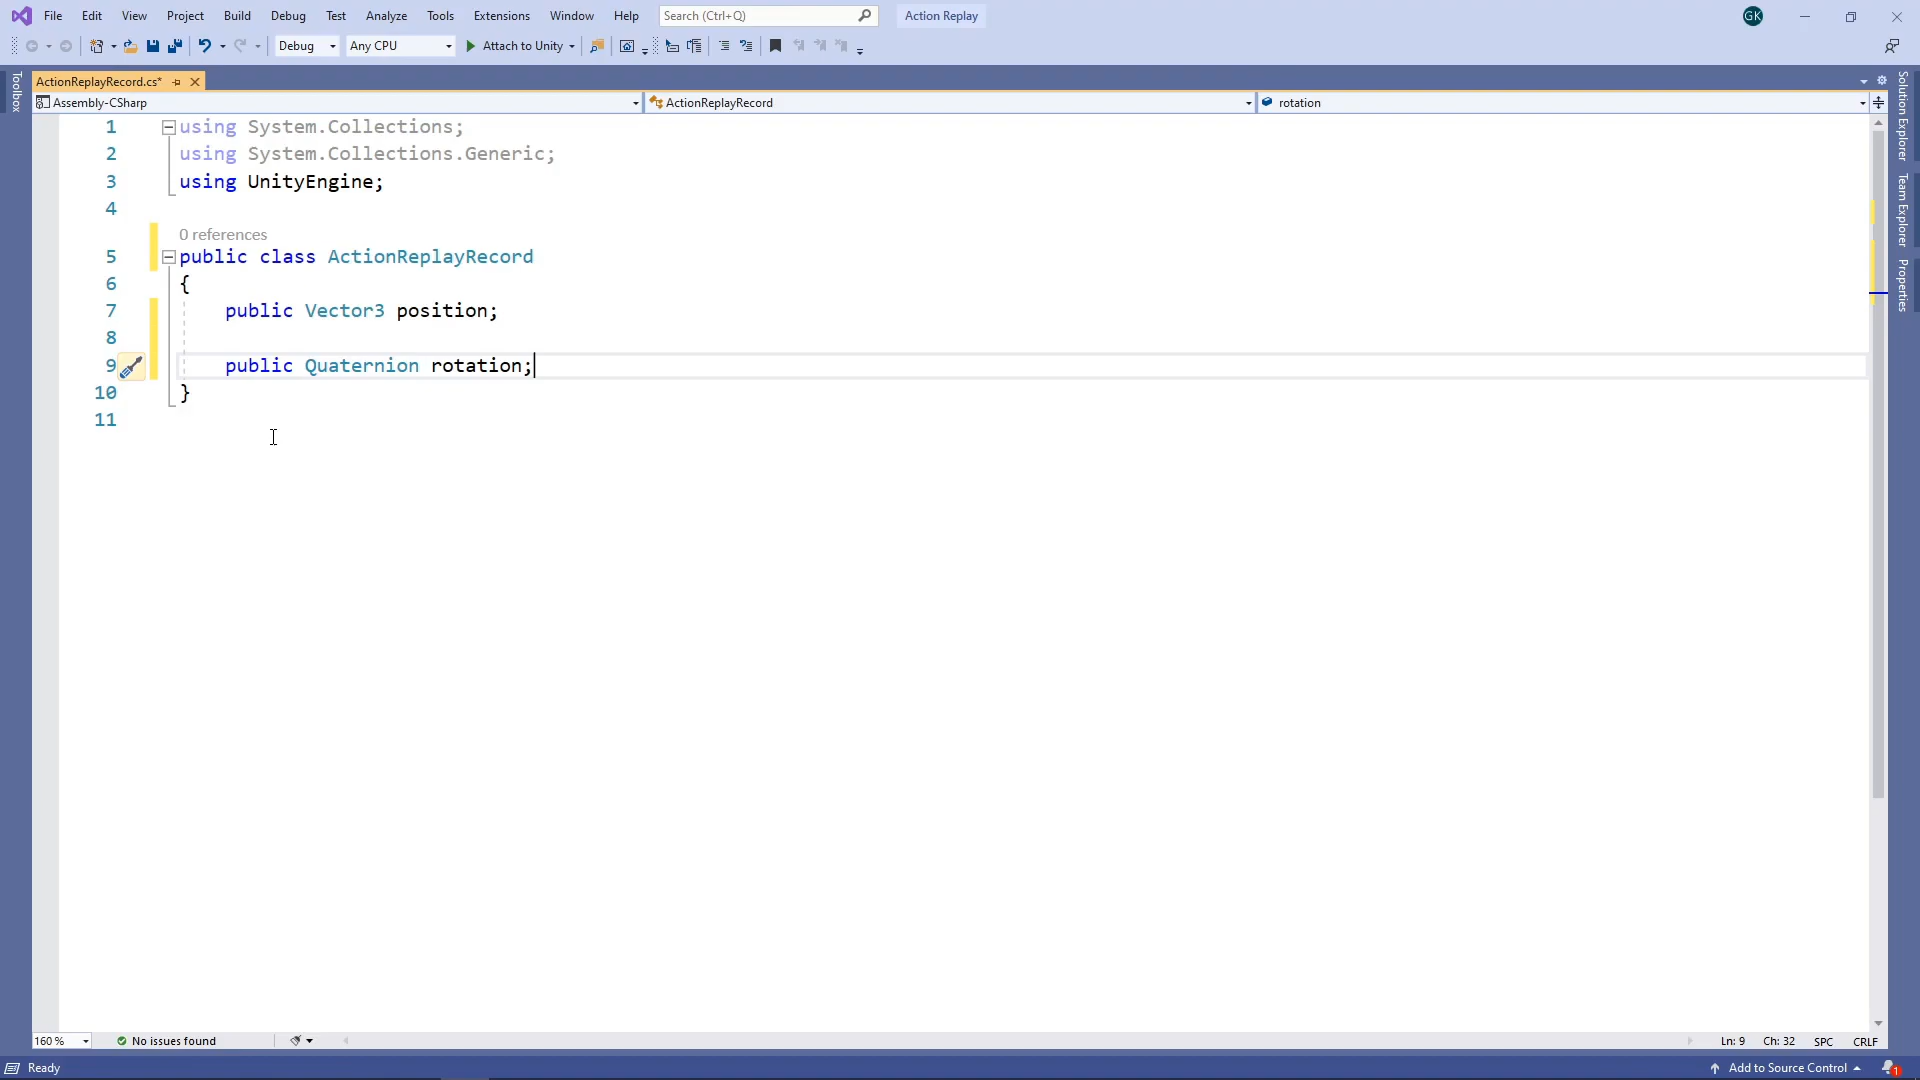 File Edit View Project Build Debug Test Analyze Tools Extensions Window Help Search (Ctrl+Q) Action Replay GK
Debug Any CPU Attach to Unity
ActionReplayRecord.cs*
Assembly-CSharp ActionReplayRecord rotation
Toolbox
Solution Explorer
Team Explorer
Properties
1 using System.Collections;
2 using System.Collections.Generic;
3 using UnityEngine;
4
0 references
5 public class ActionReplayRecord
6 {
7 public Vector3 position;
8
9 public Quaternion rotation;
10 }
11
160 % No issues found Ln: 9 Ch: 32 SPC CRLF
Ready Add to Source Control 1